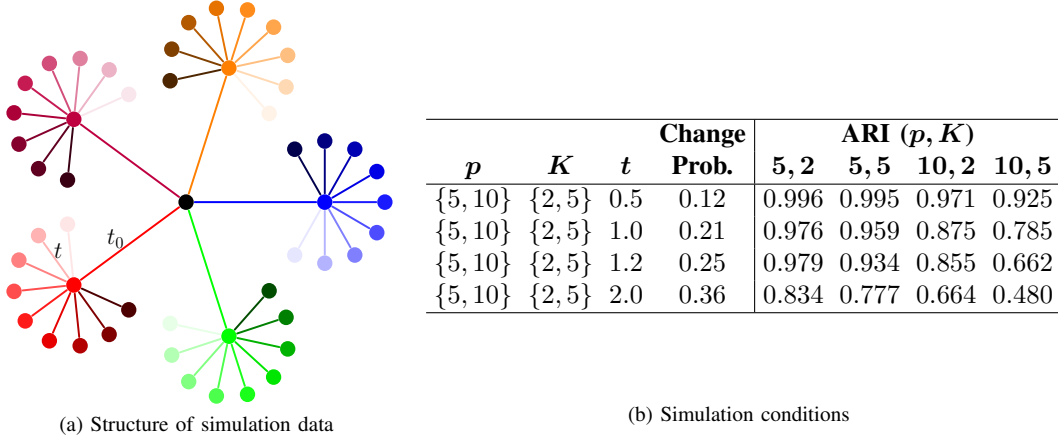 t₀
t
(a) Structure of simulation data
Change ARI (p, K)
p K t Prob. 5, 2 5, 5 10, 2 10, 5
{5, 10} {2, 5} 0.5 0.12 0.996 0.995 0.971 0.925
{5, 10} {2, 5} 1.0 0.21 0.976 0.959 0.875 0.785
{5, 10} {2, 5} 1.2 0.25 0.979 0.934 0.855 0.662
{5, 10} {2, 5} 2.0 0.36 0.834 0.777 0.664 0.480
(b) Simulation conditions